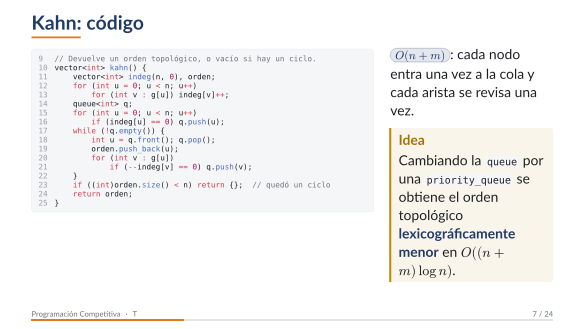 Kahn: código
9 // Devuelve un orden topológico, o vacío si hay un ciclo.
10 vector<int> kahn() {
11 vector<int> indeg(n, 0), orden;
12 for (int u = 0; u < n; u++)
13 for (int v : g[u]) indeg[v]++;
14 queue<int> q;
15 for (int u = 0; u < n; u++)
16 if (indeg[u] == 0) q.push(u);
17 while (!q.empty()) {
18 int u = q.front(); q.pop();
19 orden.push_back(u);
20 for (int v : g[u])
21 if (--indeg[v] == 0) q.push(v);
22 }
23 if ((int)orden.size() < n) return {}; // quedó un ciclo
24 return orden;
25 }
O(n + m): cada nodo
entra una vez a la cola y
cada arista se revisa una
vez.
Idea
Cambiando la queue por
una priority_queue se
obtiene el orden
topológico
lexicográficamente
menor en O((n +
m) log n).
Programación Competitiva · T
7 / 24